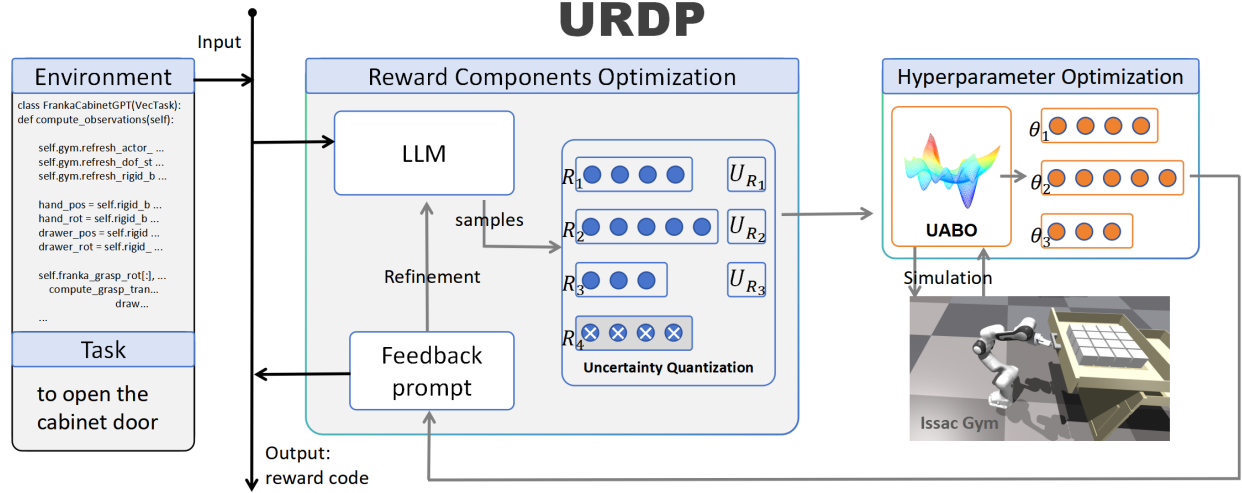 URDP
Input
Environment
class FrankaCabinetGPT(VecTask):
def compute_observations(self):
self.gym.refresh_actor_ ...
self.gym.refresh_dof_st ...
self.gym.refresh_rigid_b ...
hand_pos = self.rigid_b ...
hand_rot = self.rigid_b ...
drawer_pos = self.rigid ...
drawer_rot = self.rigid_ ...
self.franka_grasp_rot[:], ...
compute_grasp_tran...
draw...
...
Task
to open the
cabinet door
Reward Components Optimization
LLM
samples
Refinement
Feedback
prompt
R1
R2
R3
R4
U_R1
U_R2
U_R3
Uncertainty Quantization
Output:
reward code
Hyperparameter Optimization
UABO
θ1
θ2
θ3
Simulation
Issac Gym